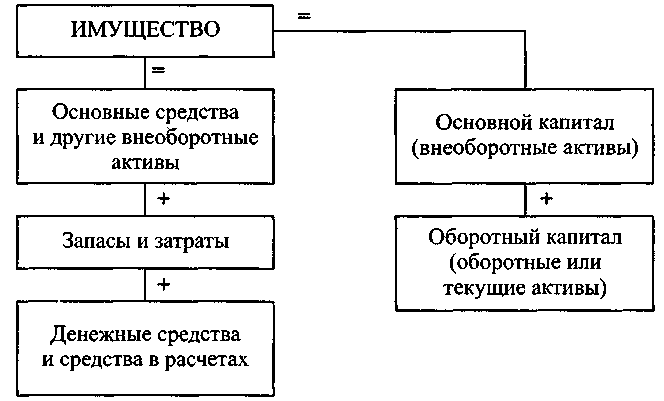 ИМУЩЕСТВО
=
=
Основные средства
и другие внеоборотные
активы
+
Запасы и затраты
+
Денежные средства
и средства в расчетах
Основной капитал
(внеоборотные активы)
+
Оборотный капитал
(оборотные или
текущие активы)